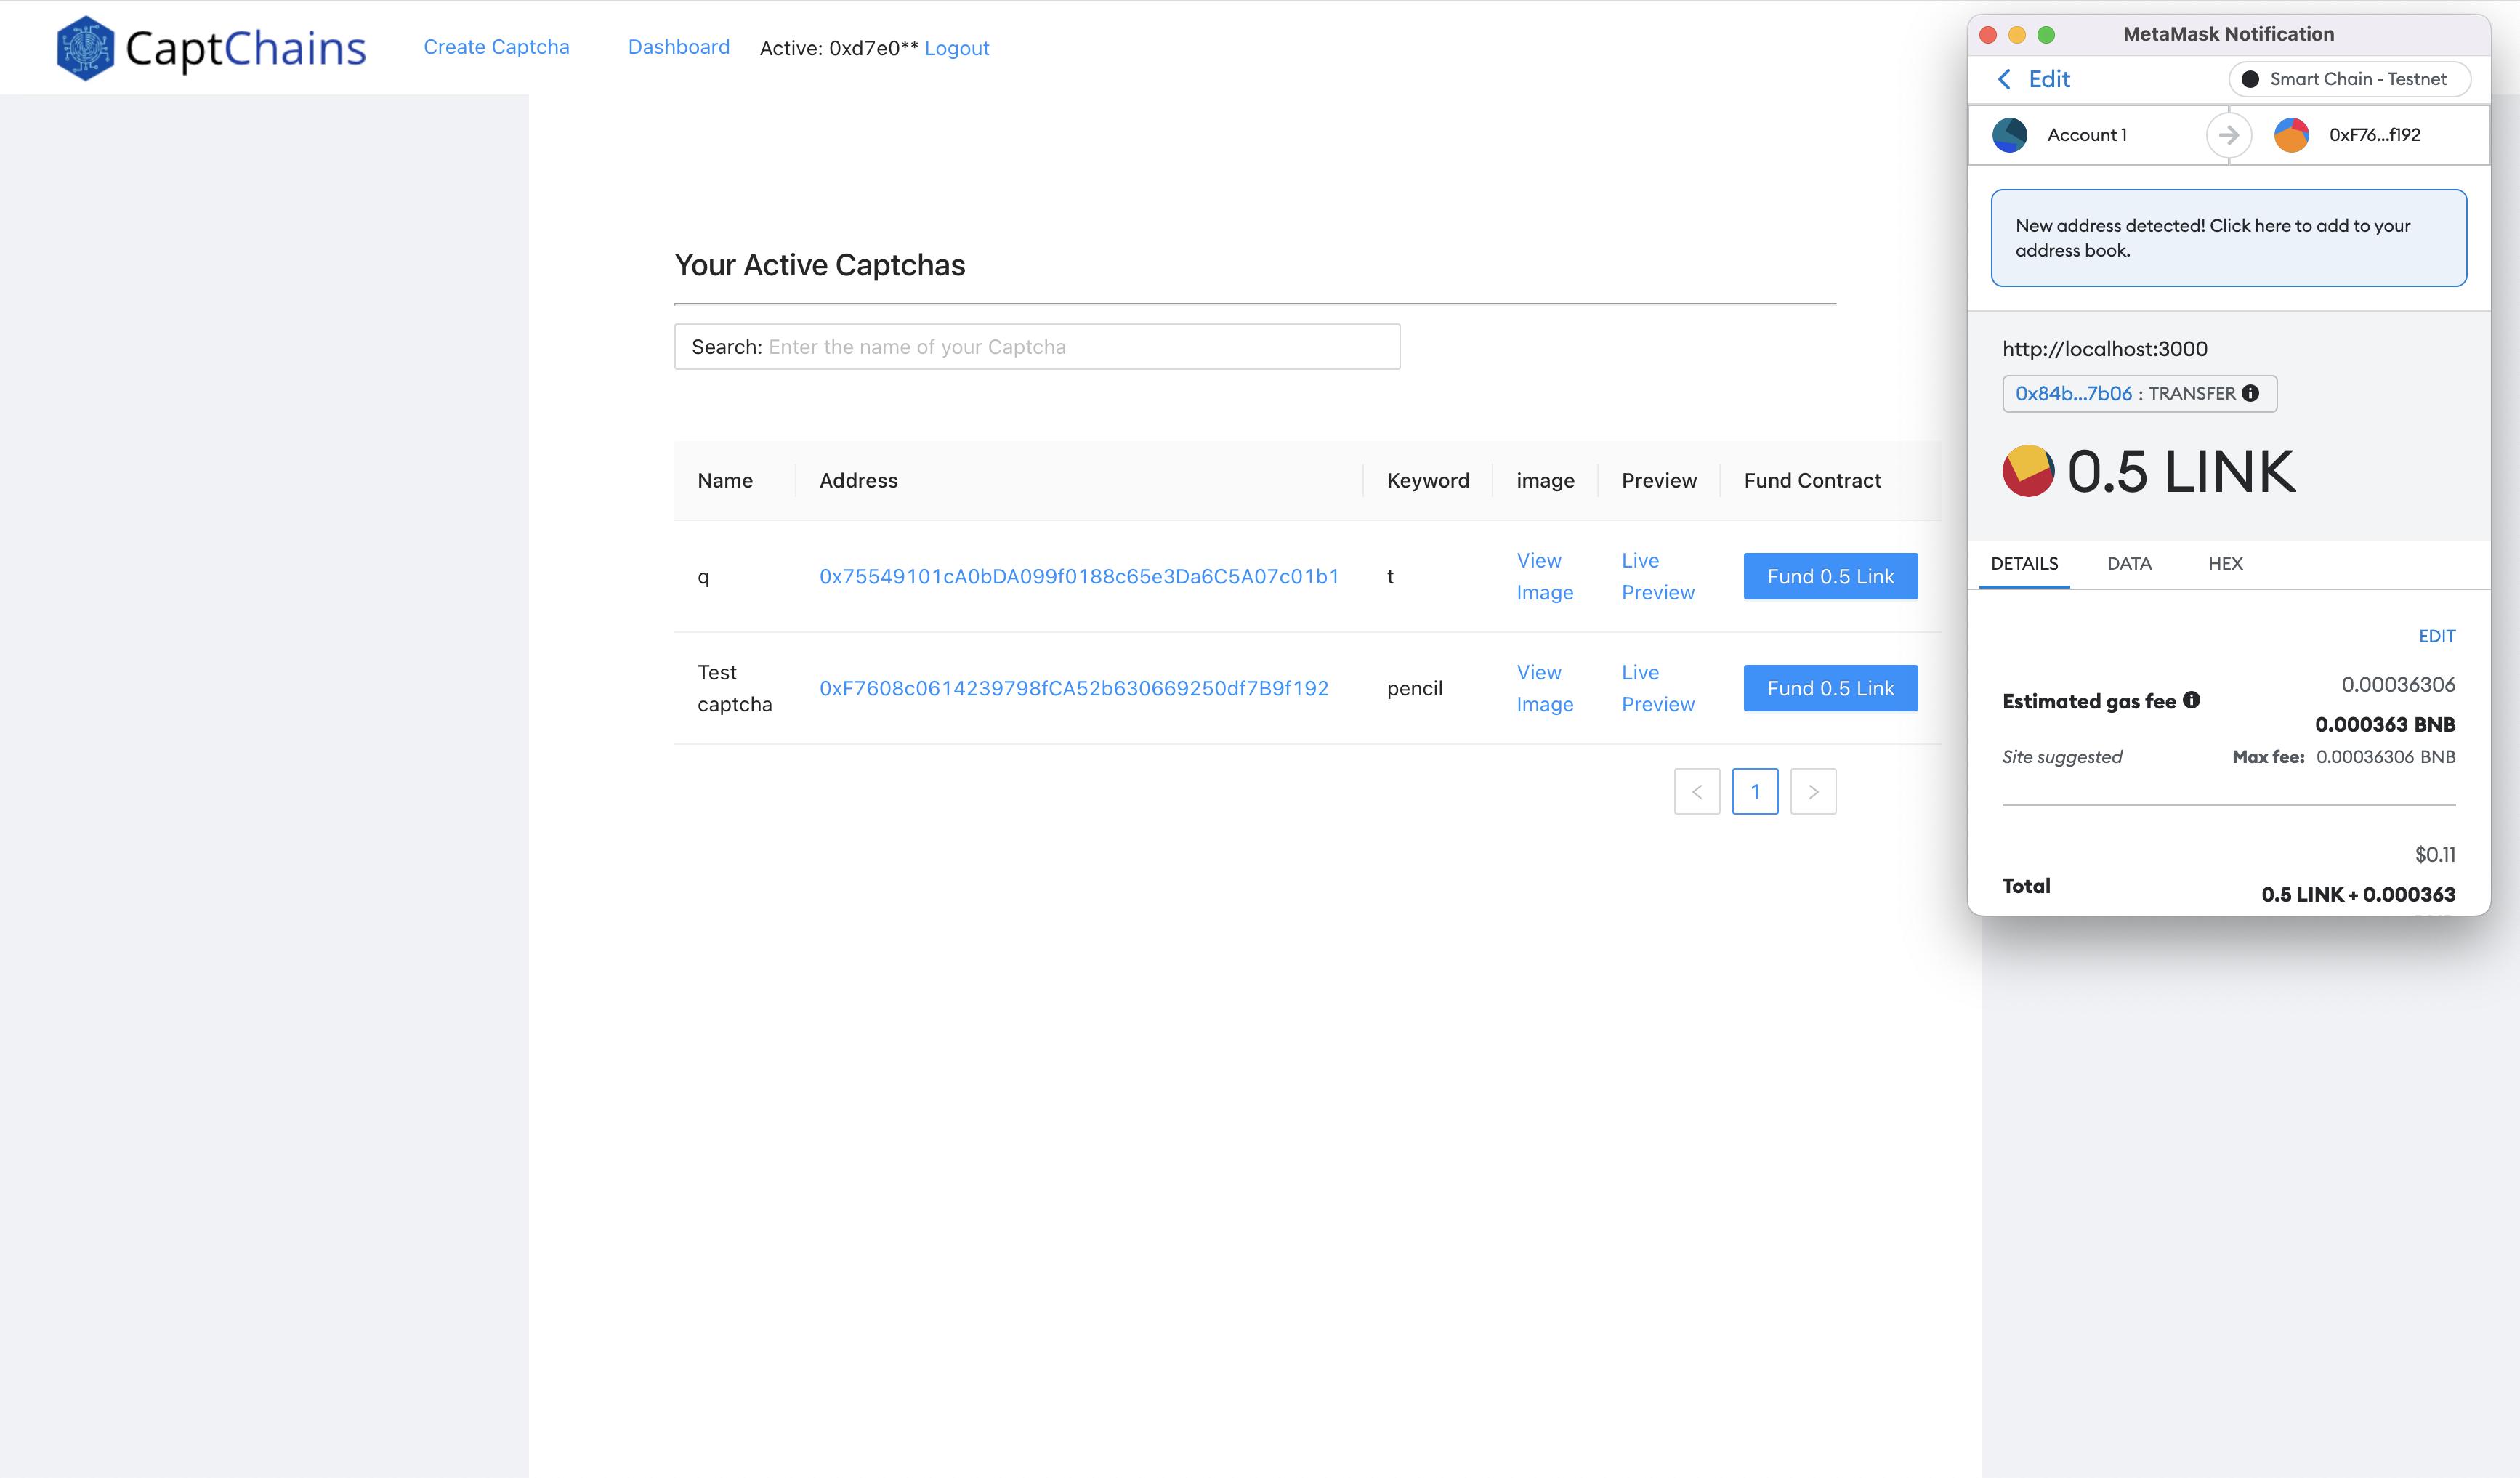 CaptChains
Create Captcha
Dashboard
Active: 0xd7e0** Logout
Your Active Captchas
Search: Enter the name of your Captcha
Name Address Keyword image Preview Fund Contract
q 0x75549101cA0bDA099f0188c65e3Da6C5A07c01b1 t View Image Live Preview Fund 0.5 Link
Test captcha 0xF7608c0614239798fCA52b630669250df7B9f192 pencil View Image Live Preview Fund 0.5 Link
< 1 >
MetaMask Notification
Edit
Smart Chain - Testnet
Account 1
0xF76...f192
New address detected! Click here to add to your
address book.
http://localhost:3000
0x84b...7b06 : TRANSFER
0.5 LINK
DETAILS DATA HEX
EDIT
0.00036306
Estimated gas fee
0.000363 BNB
Site suggested Max fee: 0.00036306 BNB
$0.11
Total
0.5 LINK + 0.000363